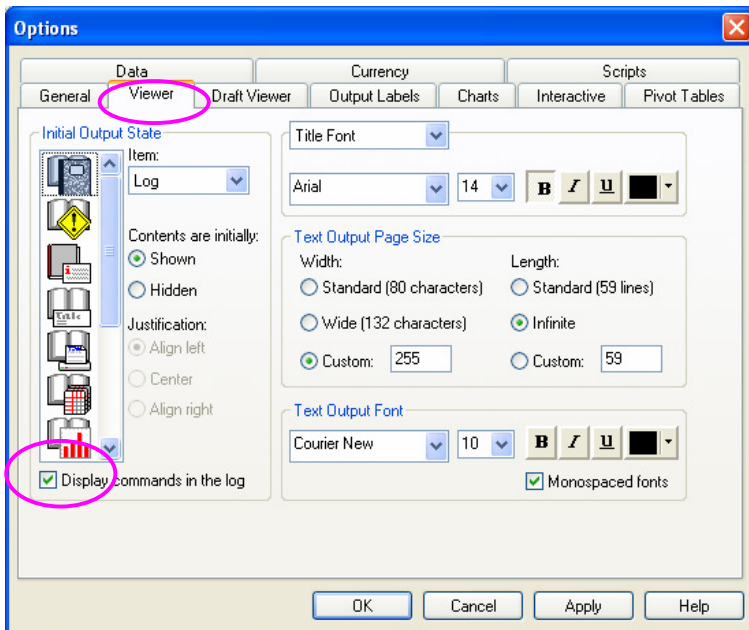 Options
Data Currency Scripts
General Viewer Draft Viewer Output Labels Charts Interactive Pivot Tables
Initial Output State
Item:
Log
Contents are initially:
Shown
Hidden
Justification:
Align left
Center
Align right
Display commands in the log
Title Font
Arial 14 B I U
Text Output Page Size
Width: Length:
Standard (80 characters) Standard (59 lines)
Wide (132 characters) Infinite
Custom: 255 Custom: 59
Text Output Font
Courier New 10 B I U
Monospaced fonts
OK Cancel Apply Help